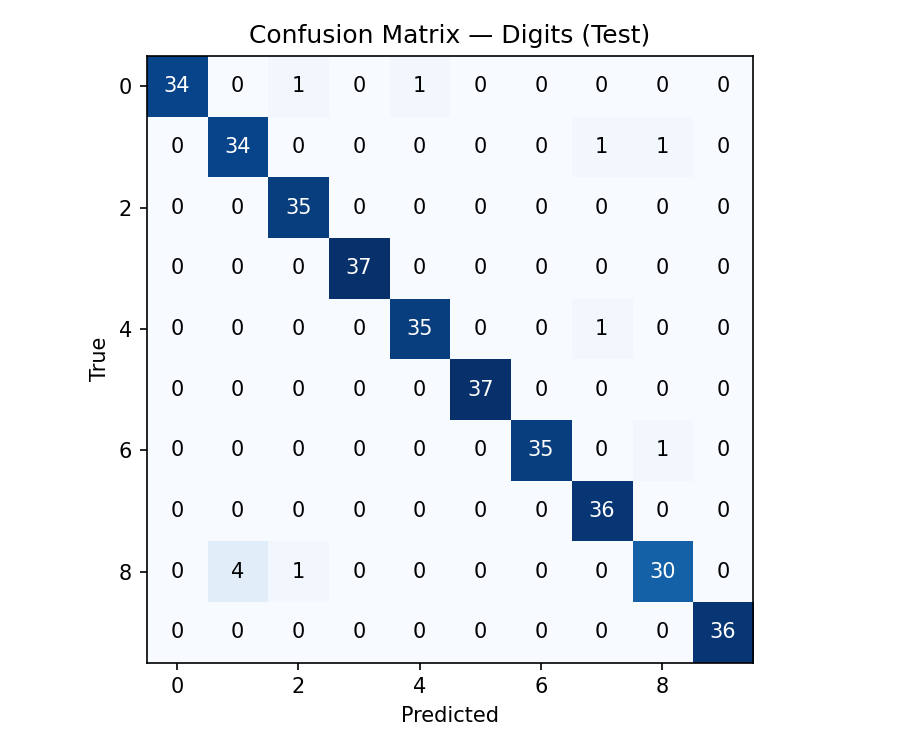 Confusion Matrix — Digits (Test)
0 34 0 1 0 1 0 0 0 0 0
0 34 0 0 0 0 0 1 1 0
2 0 0 35 0 0 0 0 0 0 0
0 0 0 37 0 0 0 0 0 0
4 0 0 0 0 35 0 0 1 0 0
True
0 0 0 0 0 37 0 0 0 0
6 0 0 0 0 0 0 35 0 1 0
0 0 0 0 0 0 0 36 0 0
8 0 4 1 0 0 0 0 0 30 0
0 0 0 0 0 0 0 0 0 36
0 2 4 6 8
Predicted